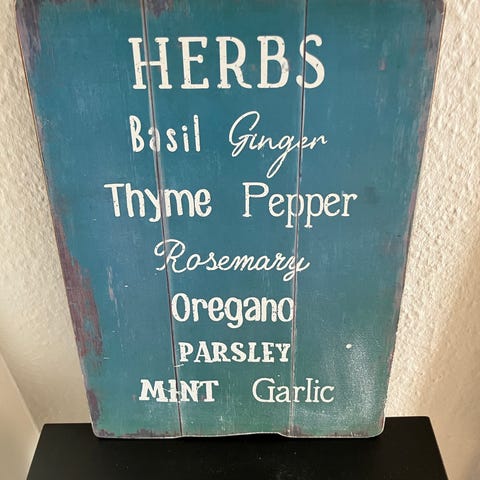 HERBS
Basil Ginger
Thyme Pepper
Rosemary
Oregano
PARSLEY
MINT Garlic